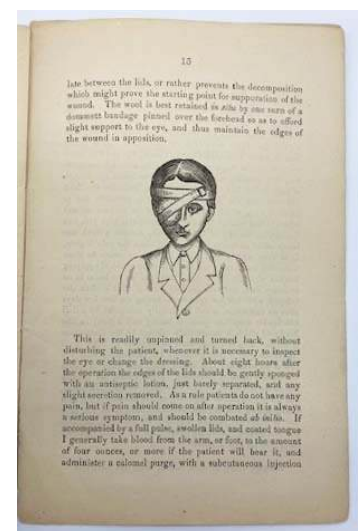 15
late between the lids, or rather prevents the decomposition
which might prove the starting point for suppuration of the
wound. The wool is best retained in situ by one turn of a
domett bandage pinned over the forehead so as to afford
slight support to the eye, and thus maintain the edges of
the wound in apposition.
This is readily unpinned and turned back, without
disturbing the patient, whenever it is necessary to inspect
the eye or change the dressing. About eight hours after
the operation the edges of the lids should be gently sponged
with an antiseptic lotion, just barely separated, and any
slight secretion removed. As a rule patients do not have any
pain, but if pain should come on after operation it is always
a serious symptom, and should be combated ab initio. If
accompanied by a full pulse, swollen lids, and coated tongue
I generally take blood from the arm, or foot, to the amount
of four ounces, or more if the patient will bear it, and
administer a calomel purge, with a subcutaneous injection